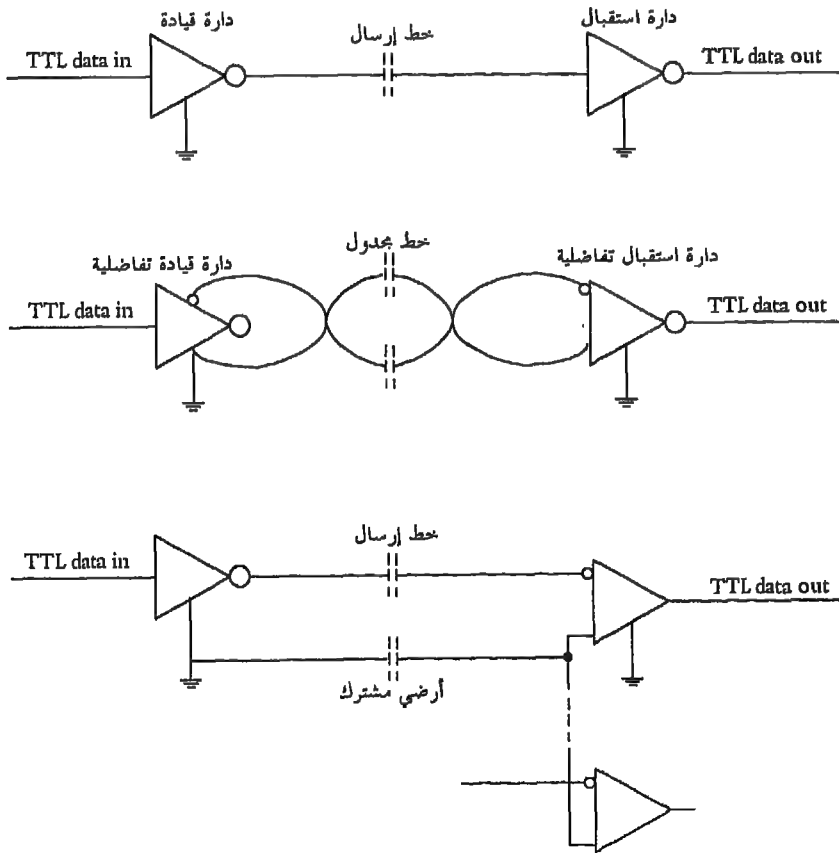 دارة قيادة
خط إرسال
دارة استقبال
TTL data in
TTL data out
دارة قيادة تفاضلية
خط مجدول
دارة استقبال تفاضلية
TTL data in
TTL data out
خط إرسال
TTL data in
TTL data out
أرضي مشترك